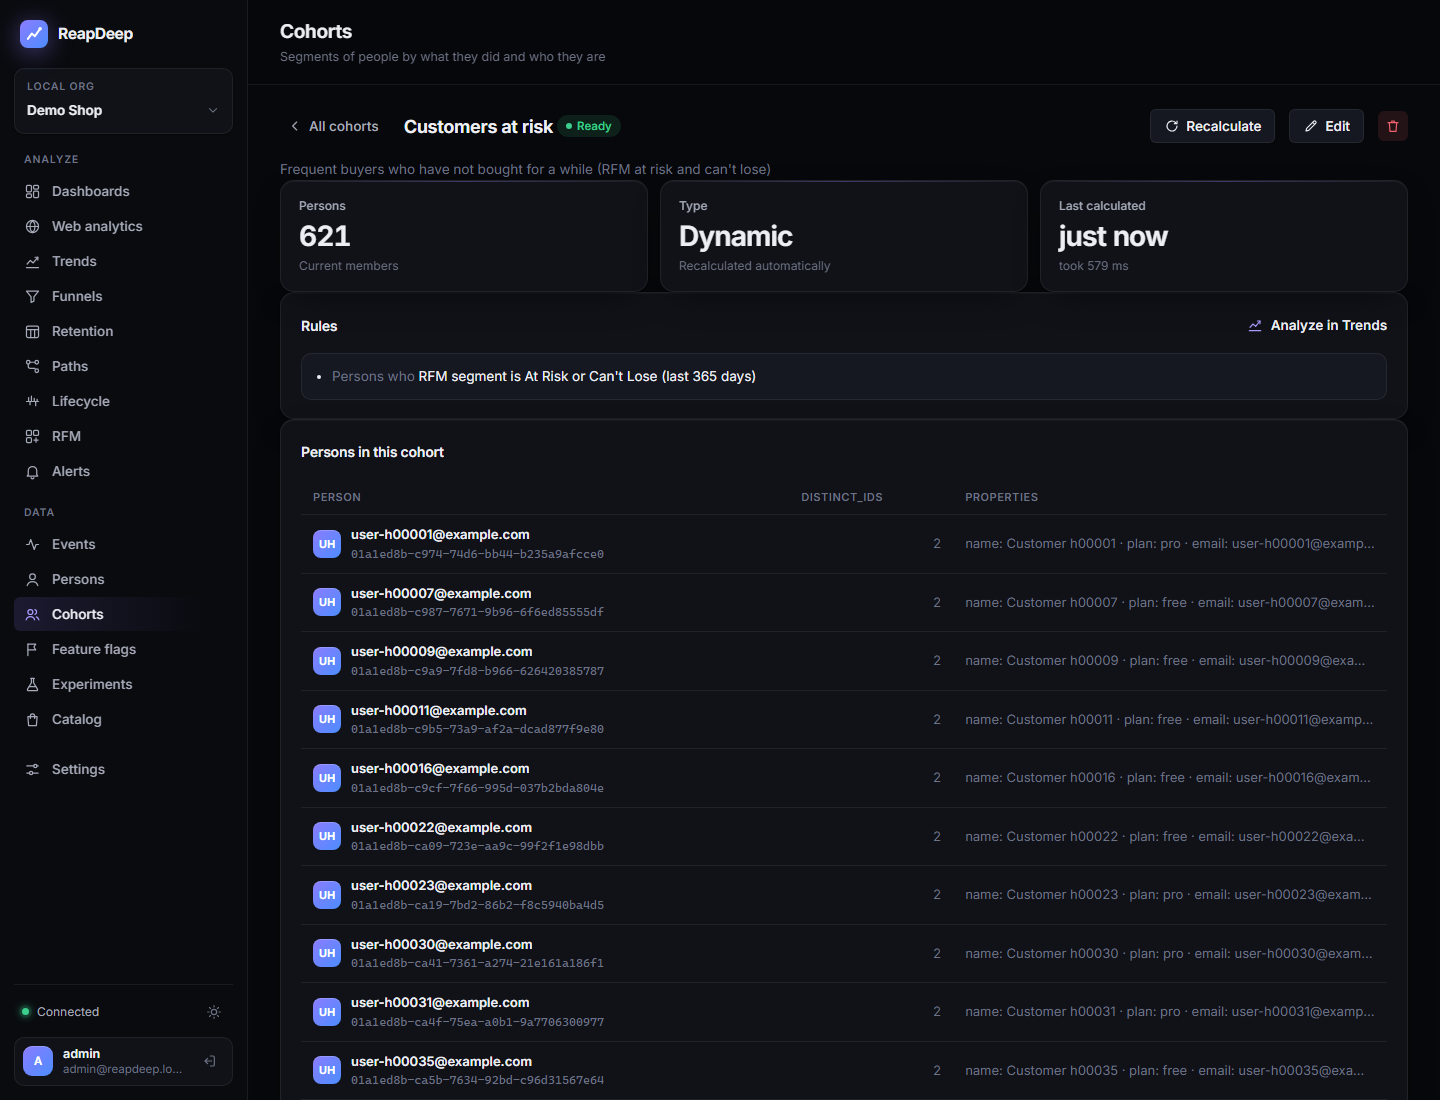 ReapDeep
LOCAL ORG
Demo Shop
ANALYZE
Dashboards
Web analytics
Trends
Funnels
Retention
Paths
Lifecycle
RFM
Alerts
DATA
Events
Persons
Cohorts
Feature flags
Experiments
Catalog
Settings
Connected
A
admin
admin@reapdeep.lo...
Cohorts
Segments of people by what they did and who they are
All cohorts
Customers at risk
Ready
Recalculate
Edit
Frequent buyers who have not bought for a while (RFM at risk and can't lose)
Persons
621
Current members
Type
Dynamic
Recalculated automatically
Last calculated
just now
took 579 ms
Rules
Analyze in Trends
• Persons who RFM segment is At Risk or Can't Lose (last 365 days)
Persons in this cohort
PERSON DISTINCT_IDS PROPERTIES
UH user-h00001@example.com
01a1ed8b-c974-74d6-bb44-b235a9afcce0
2 name: Customer h00001 · plan: pro · email: user-h00001@examp...
UH user-h00007@example.com
01a1ed8b-c987-7671-9b96-6f6ed85555df
2 name: Customer h00007 · plan: free · email: user-h00007@exam...
UH user-h00009@example.com
01a1ed8b-c9a9-7fd8-b966-626420385787
2 name: Customer h00009 · plan: free · email: user-h00009@exa...
UH user-h00011@example.com
01a1ed8b-c9b5-73a9-af2a-dcad877f9e80
2 name: Customer h00011 · plan: free · email: user-h00011@examp...
UH user-h00016@example.com
01a1ed8b-c9cf-7f66-995d-037b2bda804e
2 name: Customer h00016 · plan: free · email: user-h00016@exam...
UH user-h00022@example.com
01a1ed8b-ca09-723e-aa9c-99f2f1e98dbb
2 name: Customer h00022 · plan: free · email: user-h00022@exa...
UH user-h00023@example.com
01a1ed8b-ca19-7bd2-86b2-f8c5940ba4d5
2 name: Customer h00023 · plan: pro · email: user-h00023@exam...
UH user-h00030@example.com
01a1ed8b-ca41-7361-a274-21e161a186f1
2 name: Customer h00030 · plan: pro · email: user-h00030@exam...
UH user-h00031@example.com
01a1ed8b-ca4f-75ea-a0b1-9a7706300977
2 name: Customer h00031 · plan: pro · email: user-h00031@examp...
UH user-h00035@example.com
01a1ed8b-ca5b-7634-92bd-c96d31567e64
2 name: Customer h00035 · plan: free · email: user-h00035@exa...